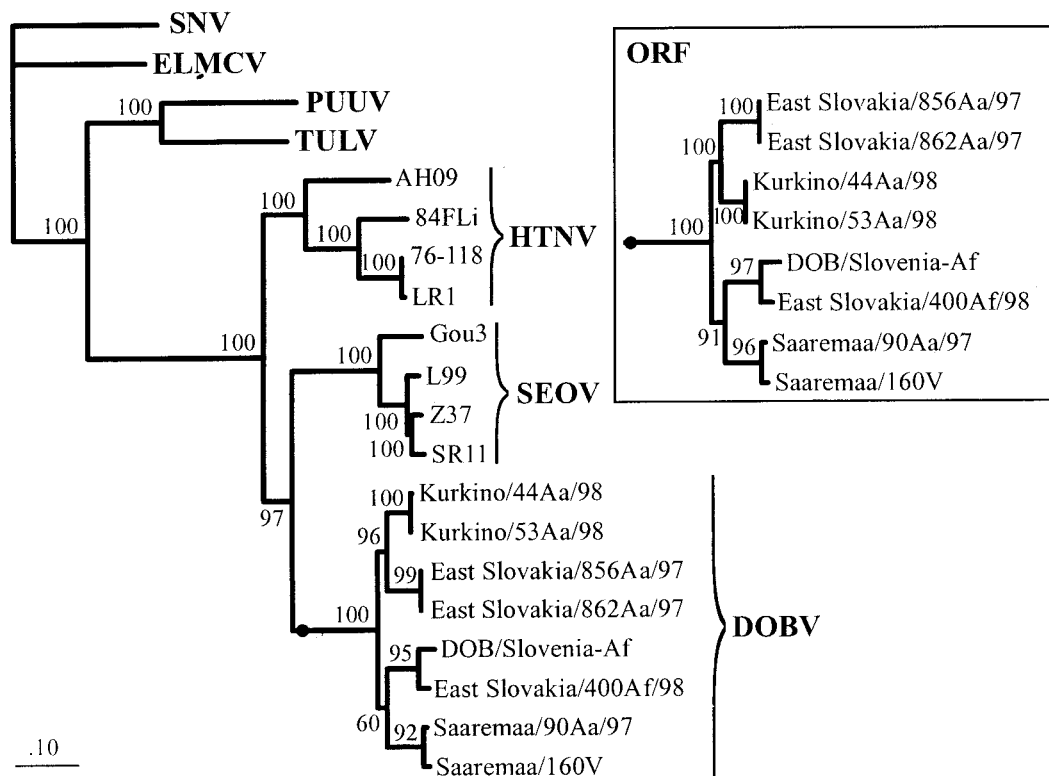 SNV
ELMCV
100
PUUV
TULV
100
100
AH09
100
84FLi
100
76-118
LR1
HTNV
100
100
Gou3
L99
100
Z37
100
SR11
SEOV
97
100
Kurkino/44Aa/98
Kurkino/53Aa/98
96
99
East Slovakia/856Aa/97
East Slovakia/862Aa/97
100
95
DOB/Slovenia-Af
East Slovakia/400Af/98
60
92
Saaremaa/90Aa/97
Saaremaa/160V
DOBV
.10
ORF
100
East Slovakia/856Aa/97
East Slovakia/862Aa/97
100
Kurkino/44Aa/98
100
Kurkino/53Aa/98
100
97
DOB/Slovenia-Af
East Slovakia/400Af/98
91
96
Saaremaa/90Aa/97
Saaremaa/160V